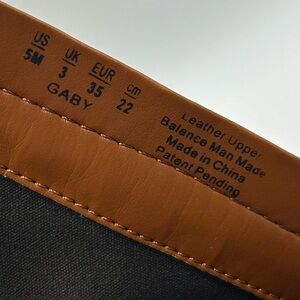 US UK EUR cm
5M 3 35 22
GABY
Leather Upper
Balance Man Made
Made in China
Patent Pending